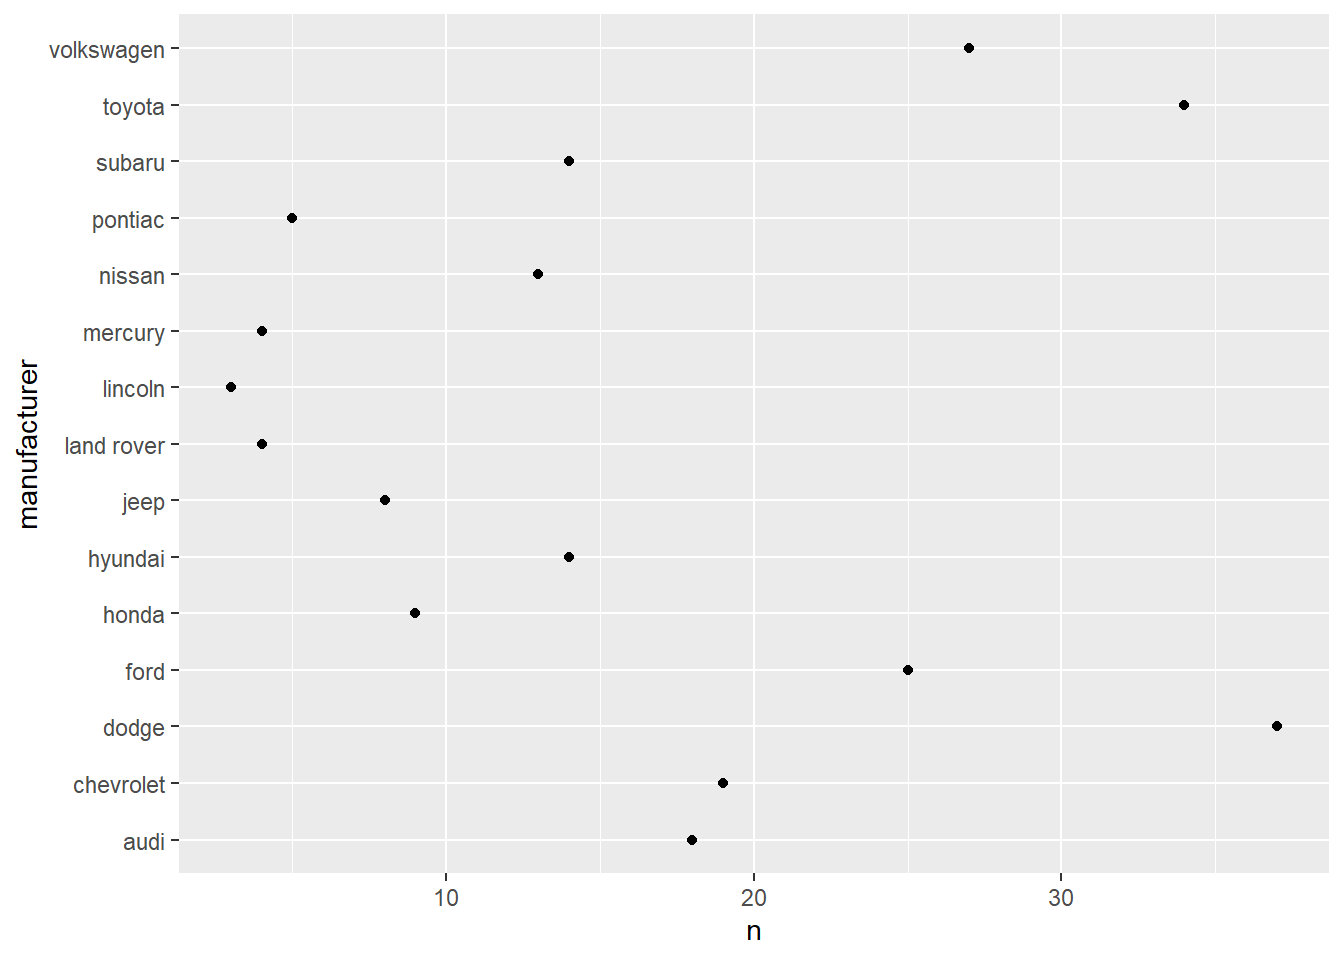 volkswagen
toyota
subaru
pontiac
nissan
mercury
lincoln
land rover
jeep
hyundai
honda
ford
dodge
chevrolet
audi
manufacturer
10 20 30
n